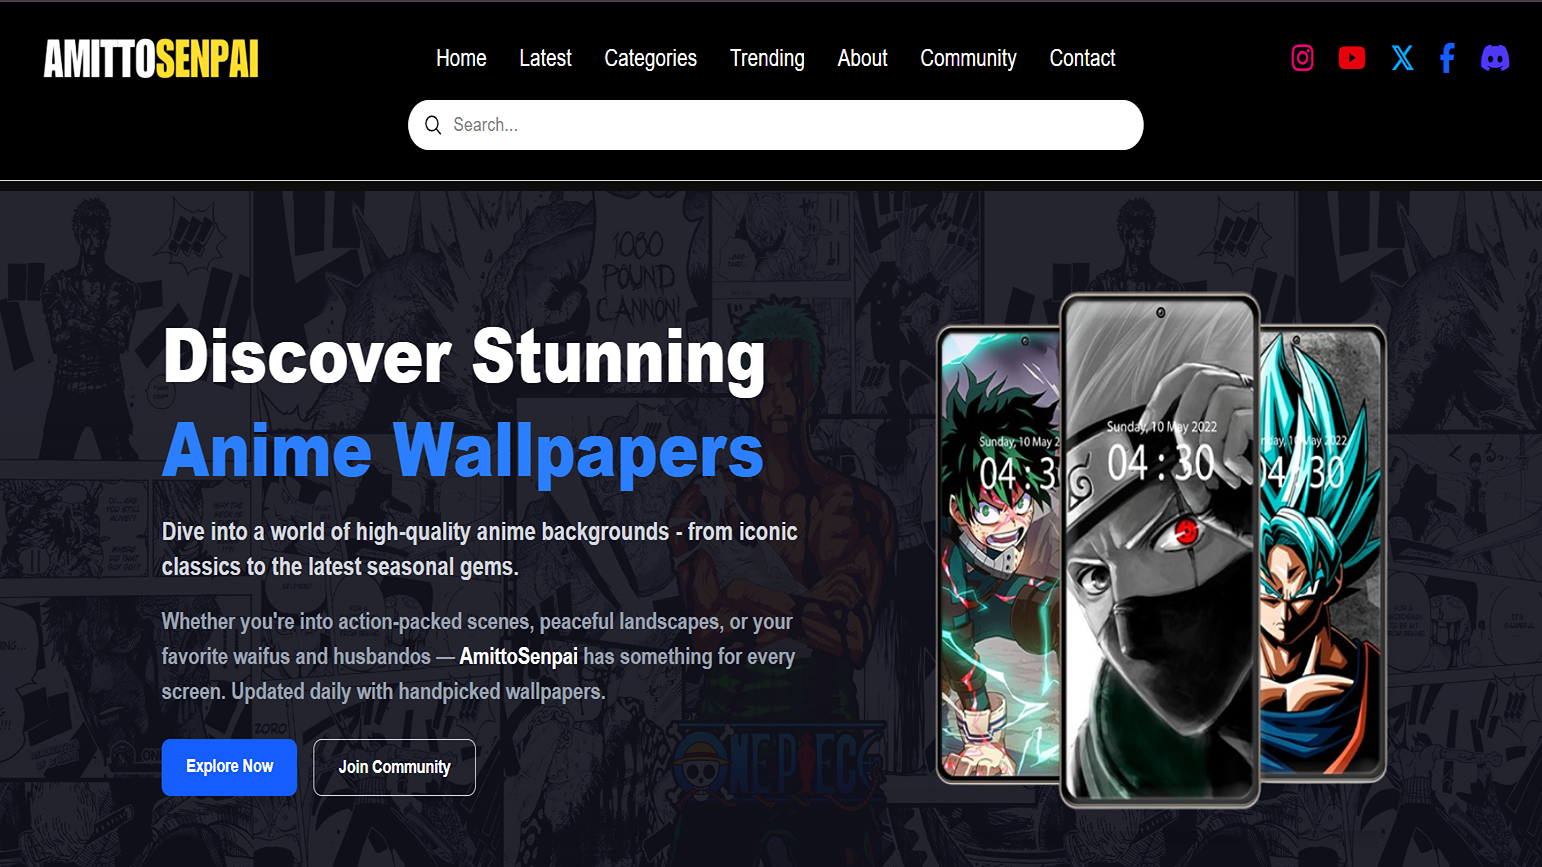 AMITTOSENPAI
Home Latest Categories Trending About Community Contact
Search...
1080
POUND
CANNON!
Discover Stunning
Anime Wallpapers
Dive into a world of high-quality anime backgrounds - from iconic
classics to the latest seasonal gems.
Whether you're into action-packed scenes, peaceful landscapes, or your
favorite waifus and husbandos — AmittoSenpai has something for every
screen. Updated daily with handpicked wallpapers.
Explore Now
Join Community
ZORO
ONE PIECE
Sunday, 10 May 2
04 : 3
Sunday, 10 May 2022
04 : 30
nday, 10 May 2022
04:30